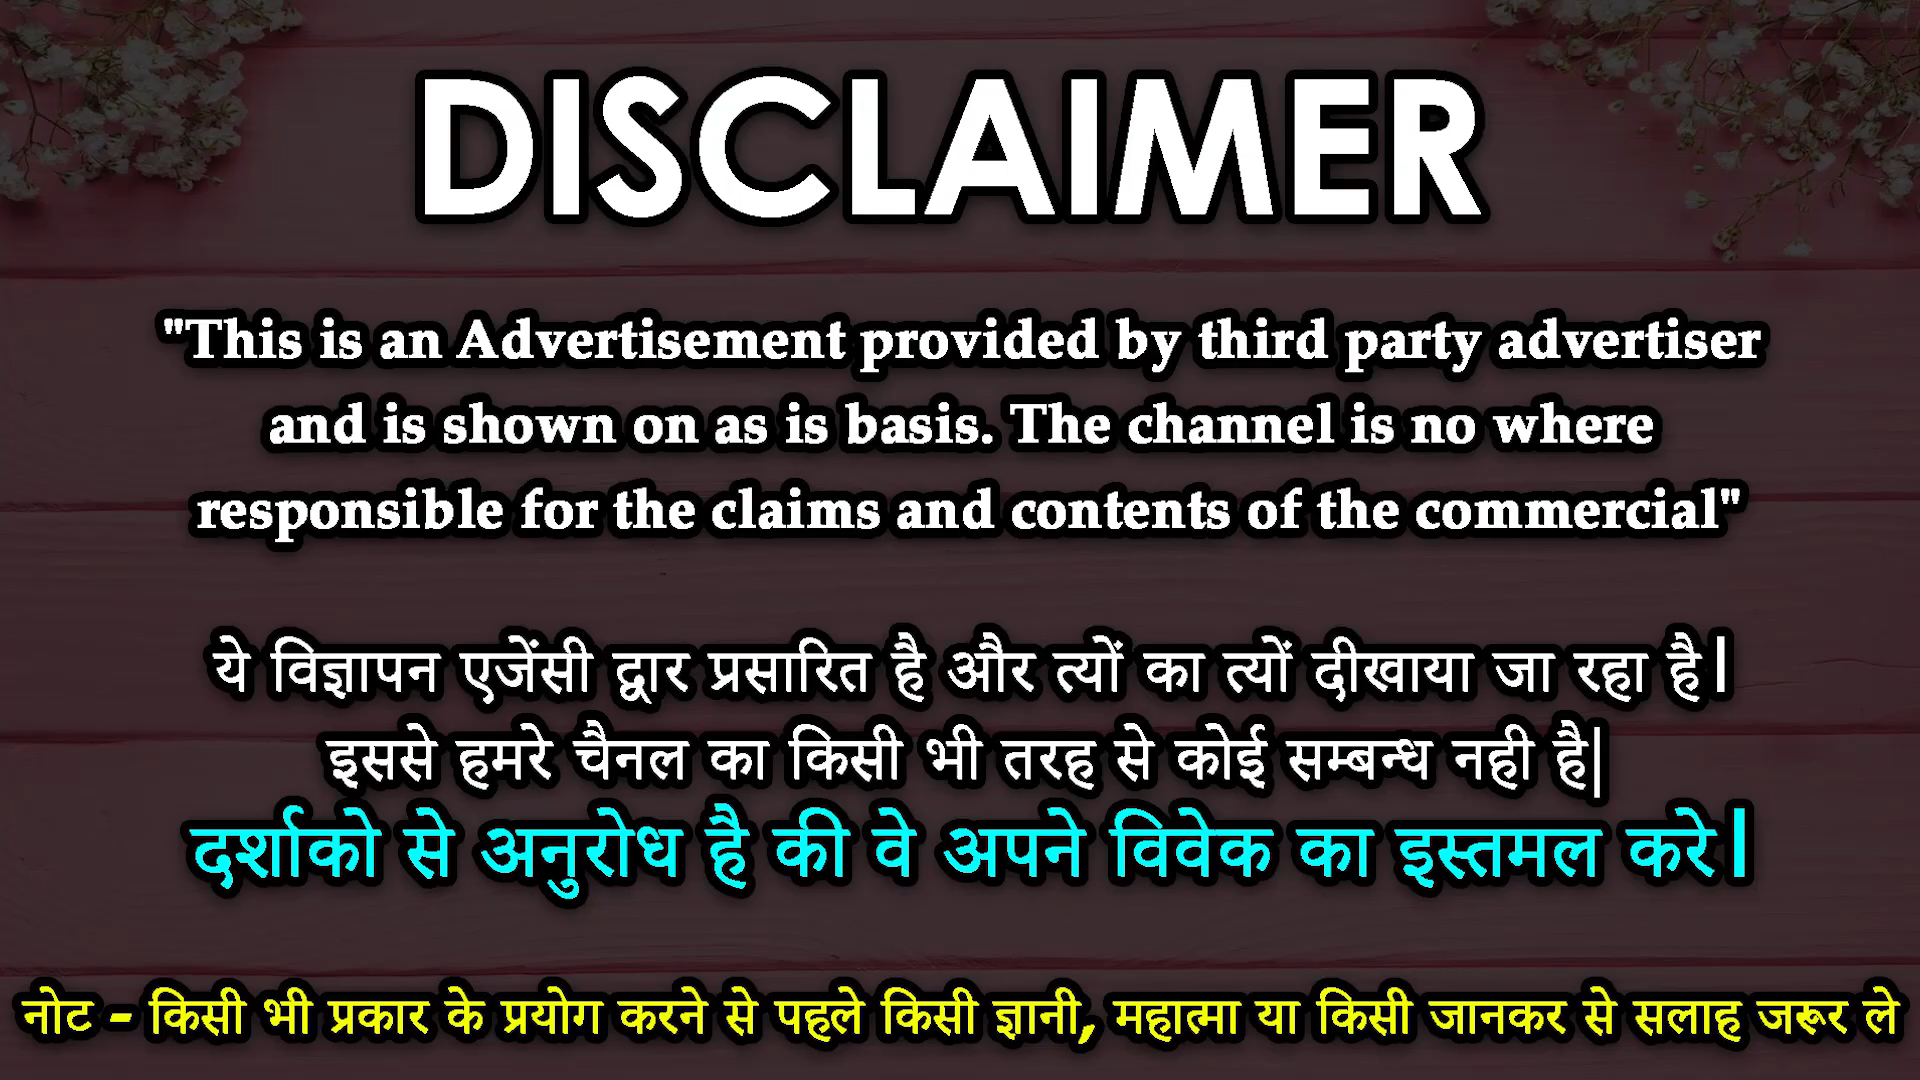 DISCLAIMER
"This is an Advertisement provided by third party advertiser
and is shown on as is basis. The channel is no where
responsible for the claims and contents of the commercial"
ये विज्ञापन एजेंसी द्वार प्रसारित है और त्यों का त्यों दीखाया जा रहा है।
इससे हमरे चैनल का किसी भी तरह से कोई सम्बन्ध नही है|
दर्शाको से अनुरोध है की वे अपने विवेक का इस्तमल करे।
नोट - किसी भी प्रकार के प्रयोग करने से पहले किसी ज्ञानी, महात्मा या किसी जानकर से सलाह जरूर ले